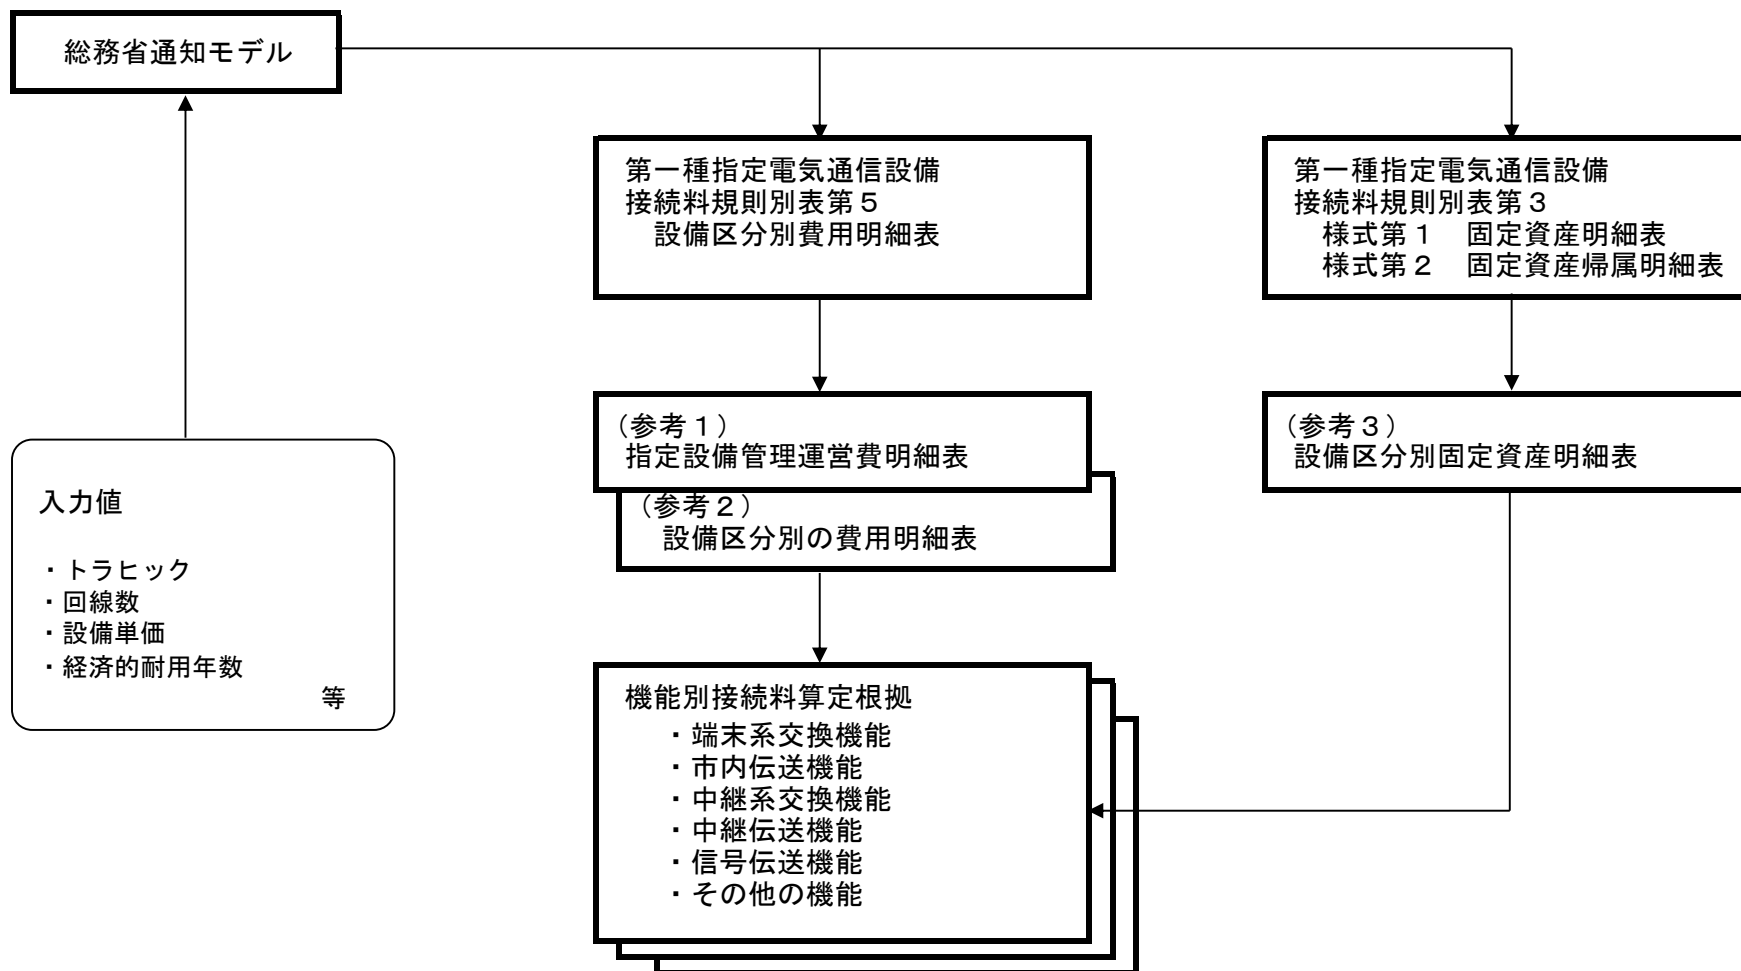 総務省通知モデル
第一種指定電気通信設備
接続料規則別表第５
設備区分別費用明細表
第一種指定電気通信設備
接続料規則別表第３
様式第１　固定資産明細表
様式第２　固定資産帰属明細表
（参考１）
指定設備管理運営費明細表
（参考２）
設備区分別の費用明細表
（参考３）
設備区分別固定資産明細表
入力値
・トラヒック
・回線数
・設備単価
・経済的耐用年数
等
機能別接続料算定根拠
・端末系交換機能
・市内伝送機能
・中継系交換機能
・中継伝送機能
・信号伝送機能
・その他の機能